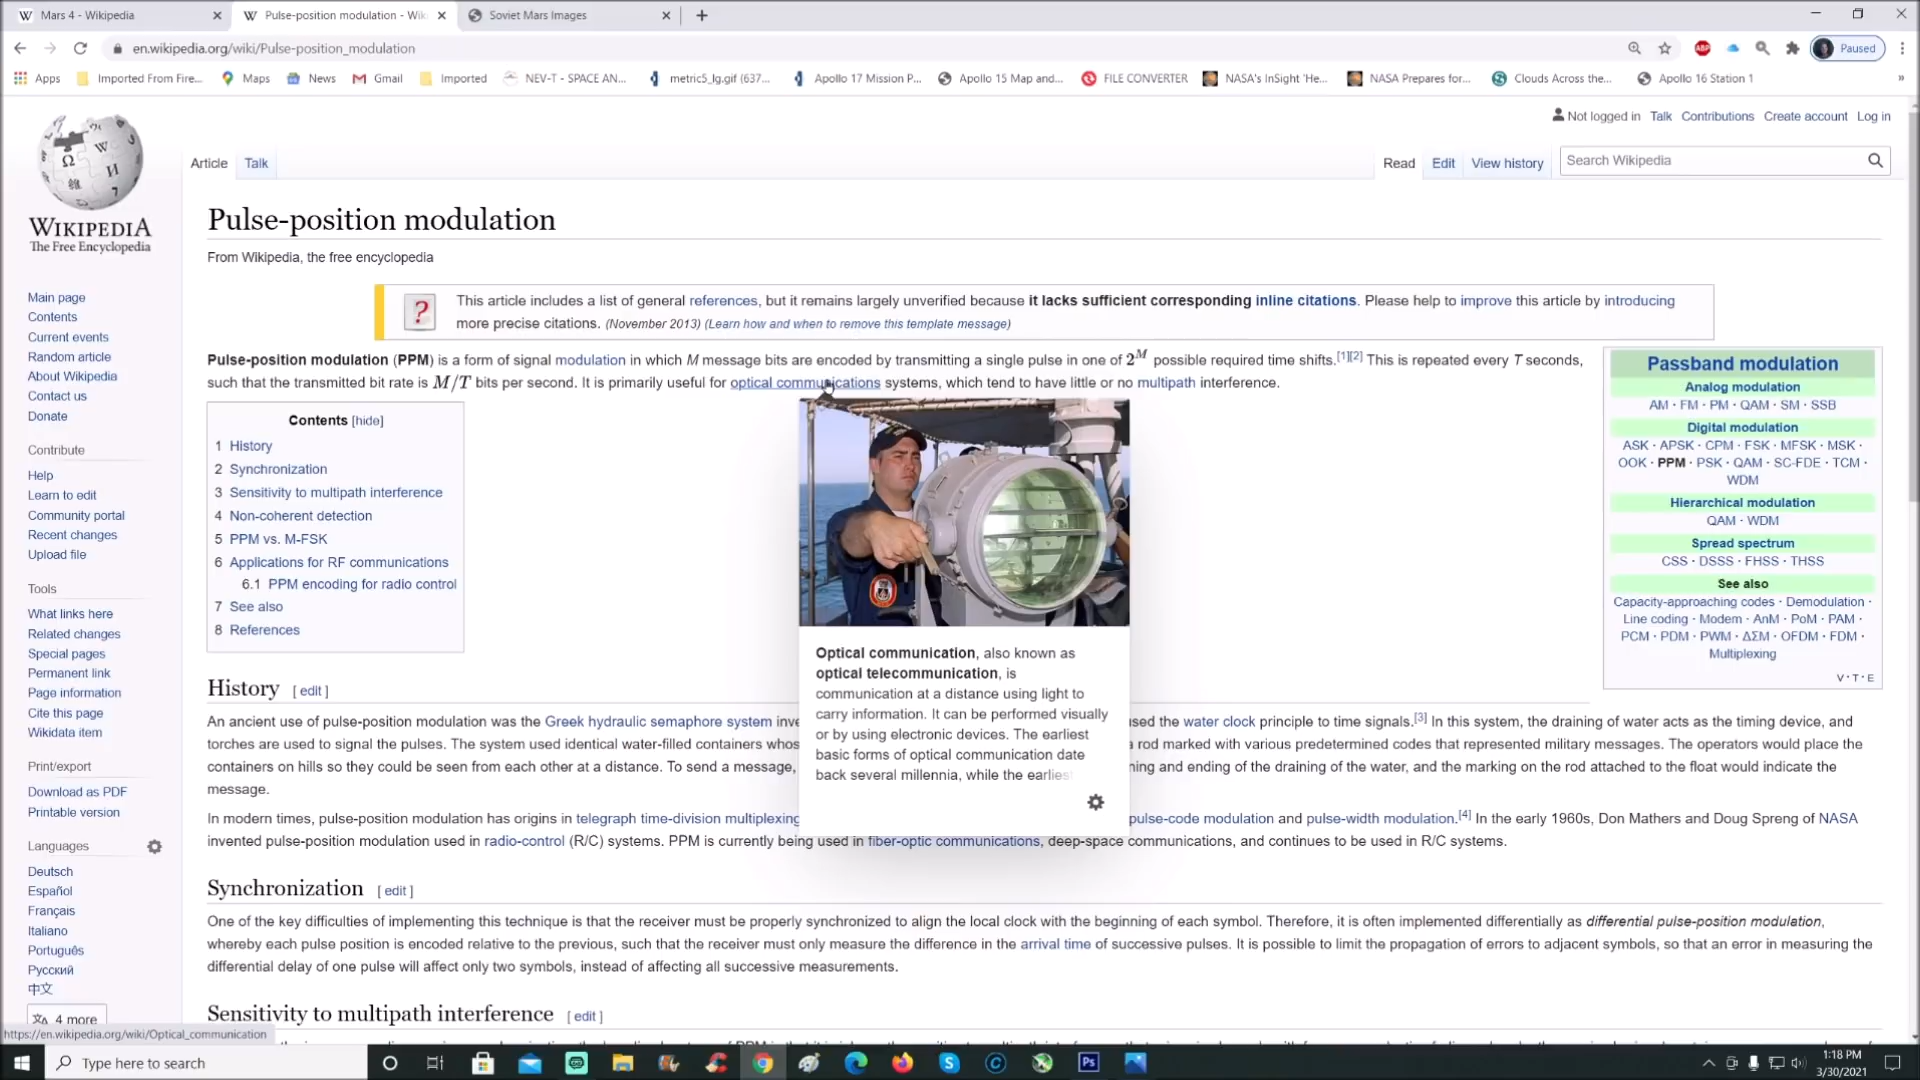 Mars 4 - Wikipedia
Pulse-position modulation - Wik
Soviet Mars Images
en.wikipedia.org/wiki/Pulse-position_modulation
ABP
Paused
Apps
Imported From Fire...
Maps
News
Gmail
Imported
NEV-T - SPACE AN...
metric5_lg.gif (637...
Apollo 17 Mission P...
Apollo 15 Map and...
FILE CONVERTER
NASA's InSight 'He...
NASA Prepares for...
Clouds Across the...
Apollo 16 Station 1
»
Not logged in Talk Contributions Create account Log in
Article Talk
Read Edit View history
Search Wikipedia
WIKIPEDIA
The Free Encyclopedia
Main page
Contents
Current events
Random article
About Wikipedia
Contact us
Donate
Contribute
Help
Learn to edit
Community portal
Recent changes
Upload file
Tools
What links here
Related changes
Special pages
Permanent link
Page information
Cite this page
Wikidata item
Print/export
Download as PDF
Printable version
Languages
Deutsch
Español
Français
Italiano
Português
Русский
中文
4 more
Pulse-position modulation
From Wikipedia, the free encyclopedia
This article includes a list of general references, but it remains largely unverified because it lacks sufficient corresponding inline citations. Please help to improve this article by introducing
more precise citations. (November 2013) (Learn how and when to remove this template message)
Pulse-position modulation (PPM) is a form of signal modulation in which M message bits are encoded by transmitting a single pulse in one of 2^M possible required time shifts.[1][2] This is repeated every T seconds,
such that the transmitted bit rate is M/T bits per second. It is primarily useful for optical communications systems, which tend to have little or no multipath interference.
Contents [hide]
1 History
2 Synchronization
3 Sensitivity to multipath interference
4 Non-coherent detection
5 PPM vs. M-FSK
6 Applications for RF communications
6.1 PPM encoding for radio control
7 See also
8 References
Optical communication, also known as
optical telecommunication, is
communication at a distance using light to
carry information. It can be performed visually
or by using electronic devices. The earliest
basic forms of optical communication date
back several millennia, while the earlies
Passband modulation
Analog modulation
AM · FM · PM · QAM · SM · SSB
Digital modulation
ASK · APSK · CPM · FSK · MFSK · MSK ·
OOK · PPM · PSK · QAM · SC-FDE · TCM ·
WDM
Hierarchical modulation
QAM · WDM
Spread spectrum
CSS · DSSS · FHSS · THSS
See also
Capacity-approaching codes · Demodulation ·
Line coding · Modem · AnM · PoM · PAM ·
PCM · PDM · PWM · ΔΣM · OFDM · FDM ·
Multiplexing
V · T · E
History [ edit ]
An ancient use of pulse-position modulation was the Greek hydraulic semaphore system inve sed the water clock principle to time signals.[3] In this system, the draining of water acts as the timing device, and
torches are used to signal the pulses. The system used identical water-filled containers whos a rod marked with various predetermined codes that represented military messages. The operators would place the
containers on hills so they could be seen from each other at a distance. To send a message, ning and ending of the draining of the water, and the marking on the rod attached to the float would indicate the
message.
In modern times, pulse-position modulation has origins in telegraph time-division multiplexing pulse-code modulation and pulse-width modulation.[4] In the early 1960s, Don Mathers and Doug Spreng of NASA
invented pulse-position modulation used in radio-control (R/C) systems. PPM is currently being used in fiber-optic communications, deep-space communications, and continues to be used in R/C systems.
Synchronization [ edit ]
One of the key difficulties of implementing this technique is that the receiver must be properly synchronized to align the local clock with the beginning of each symbol. Therefore, it is often implemented differentially as differential pulse-position modulation,
whereby each pulse position is encoded relative to the previous, such that the receiver must only measure the difference in the arrival time of successive pulses. It is possible to limit the propagation of errors to adjacent symbols, so that an error in measuring the
differential delay of one pulse will affect only two symbols, instead of affecting all successive measurements.
Sensitivity to multipath interference [ edit ]
https://en.wikipedia.org/wiki/Optical_communication
Type here to search
Ps
1:18 PM
3/30/2021